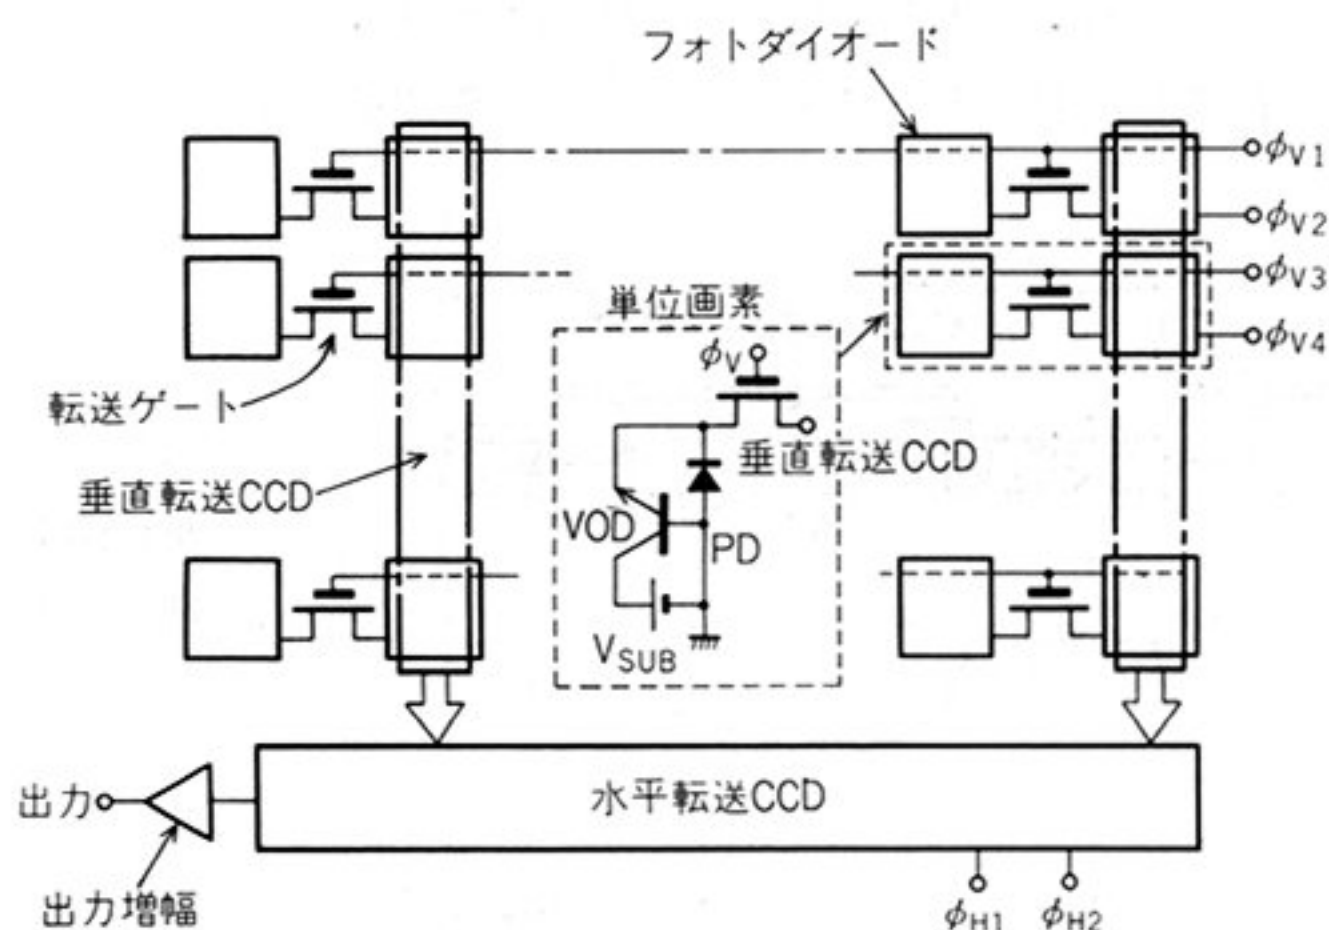 フォトダイオード
ϕV1
ϕV2
ϕV3
ϕV4
単位画素
ϕV
転送ゲート
垂直転送CCD
垂直転送CCD
VOD
PD
VSUB
水平転送CCD
出力
出力増幅
ϕH1
ϕH2